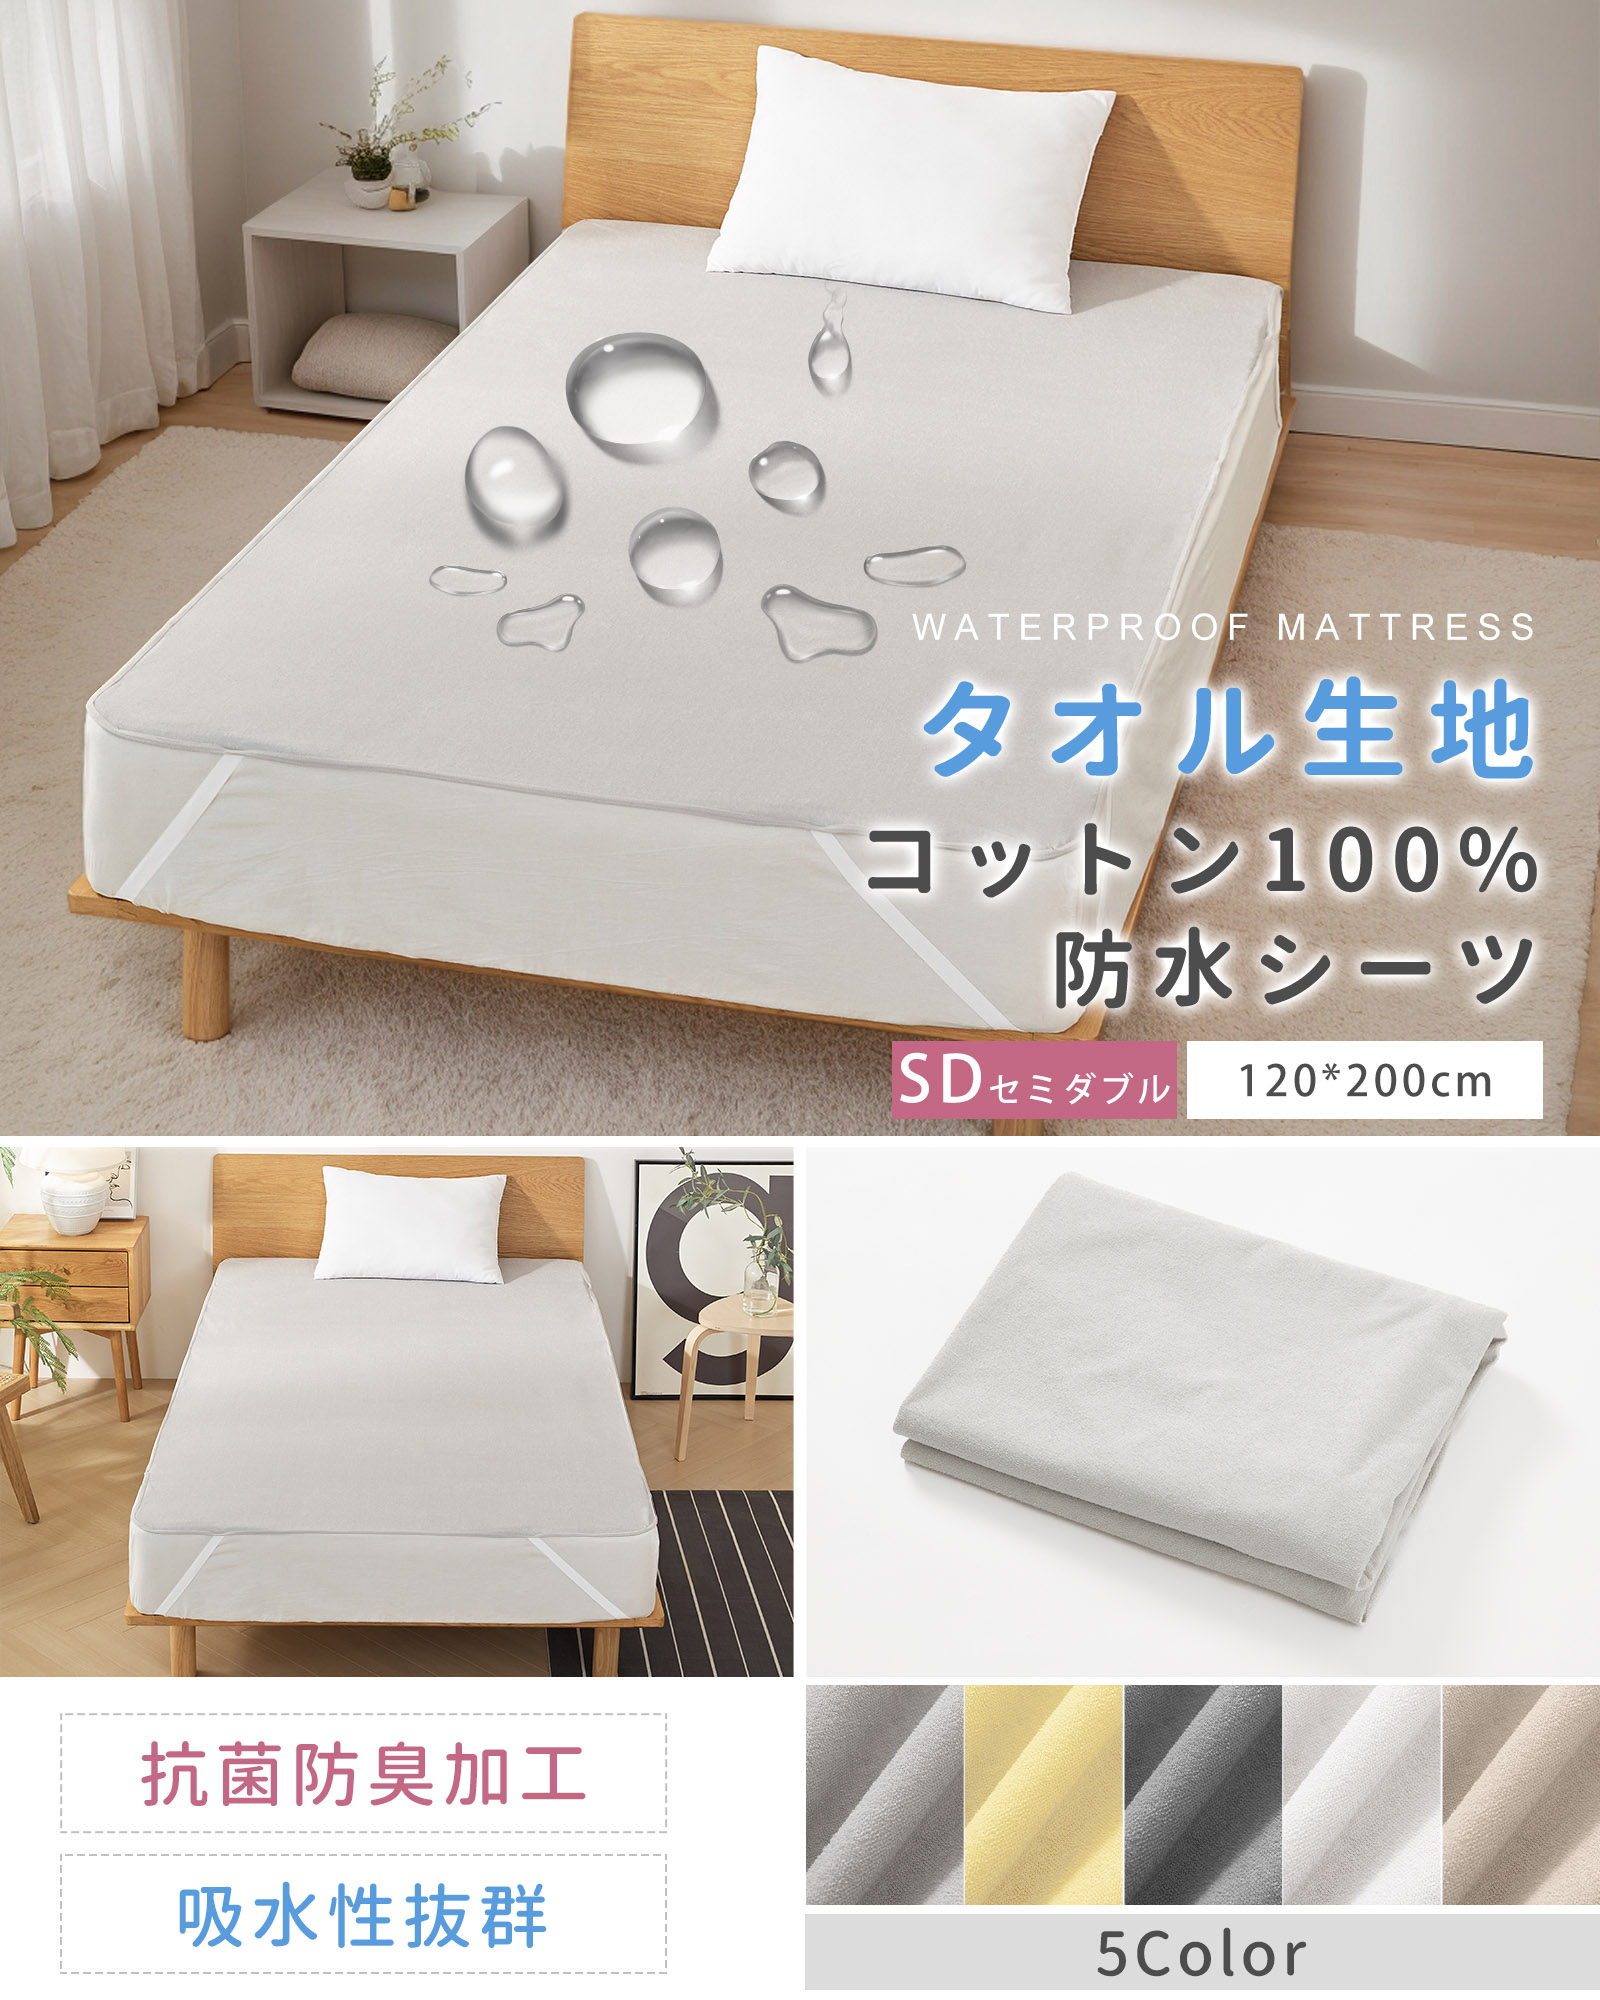 WATERPROOF MATTRESS
タオル生地
コットン100%
防水シーツ
SDセミダブル
120*200cm
抗菌防臭加工
吸水性抜群
5Color